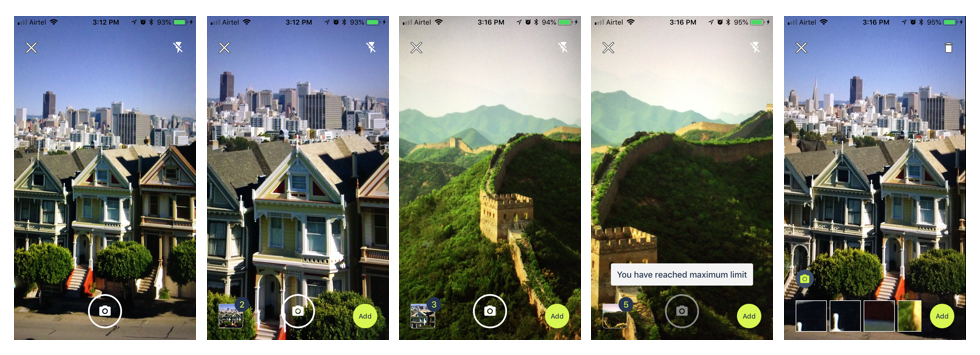 Airtel 3:12 PM 93%
Airtel 3:12 PM 93%
2
Add
Airtel 3:16 PM 94%
3
Add
Airtel 3:16 PM 95%
You have reached maximum limit
5
Add
Airtel 3:16 PM 95%
Add